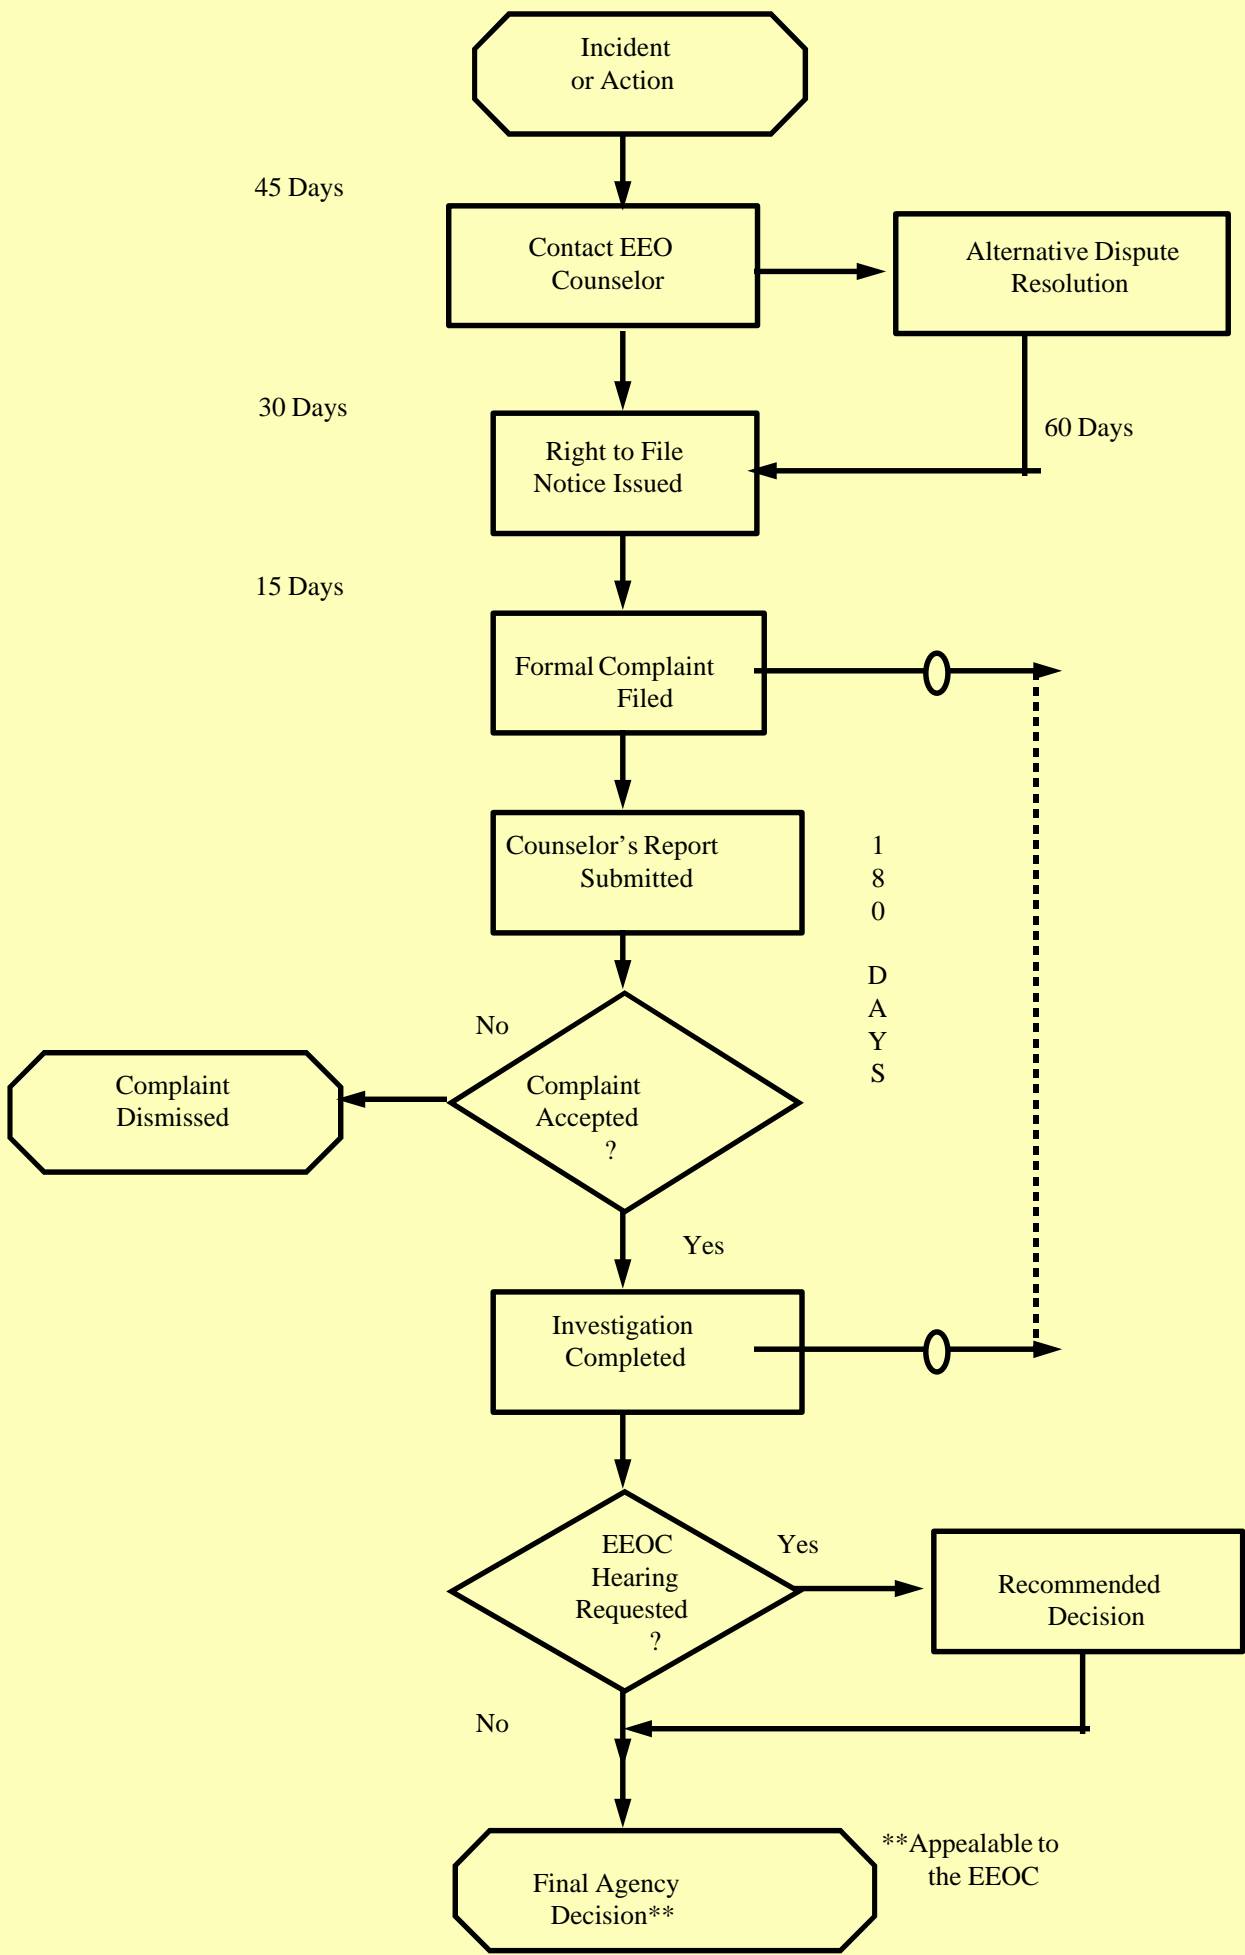 Incident
or Action
45 Days
Contact EEO
Counselor
Alternative Dispute
Resolution
30 Days
60 Days
Right to File
Notice Issued
15 Days
Formal Complaint
Filed
Counselor’s Report
Submitted
1
8
0
D
A
Y
S
No
Complaint
Accepted
?
Complaint
Dismissed
Yes
Investigation
Completed
EEOC
Hearing
Requested
?
Yes
Recommended
Decision
No
Final Agency
Decision**
**Appealable to
the EEOC